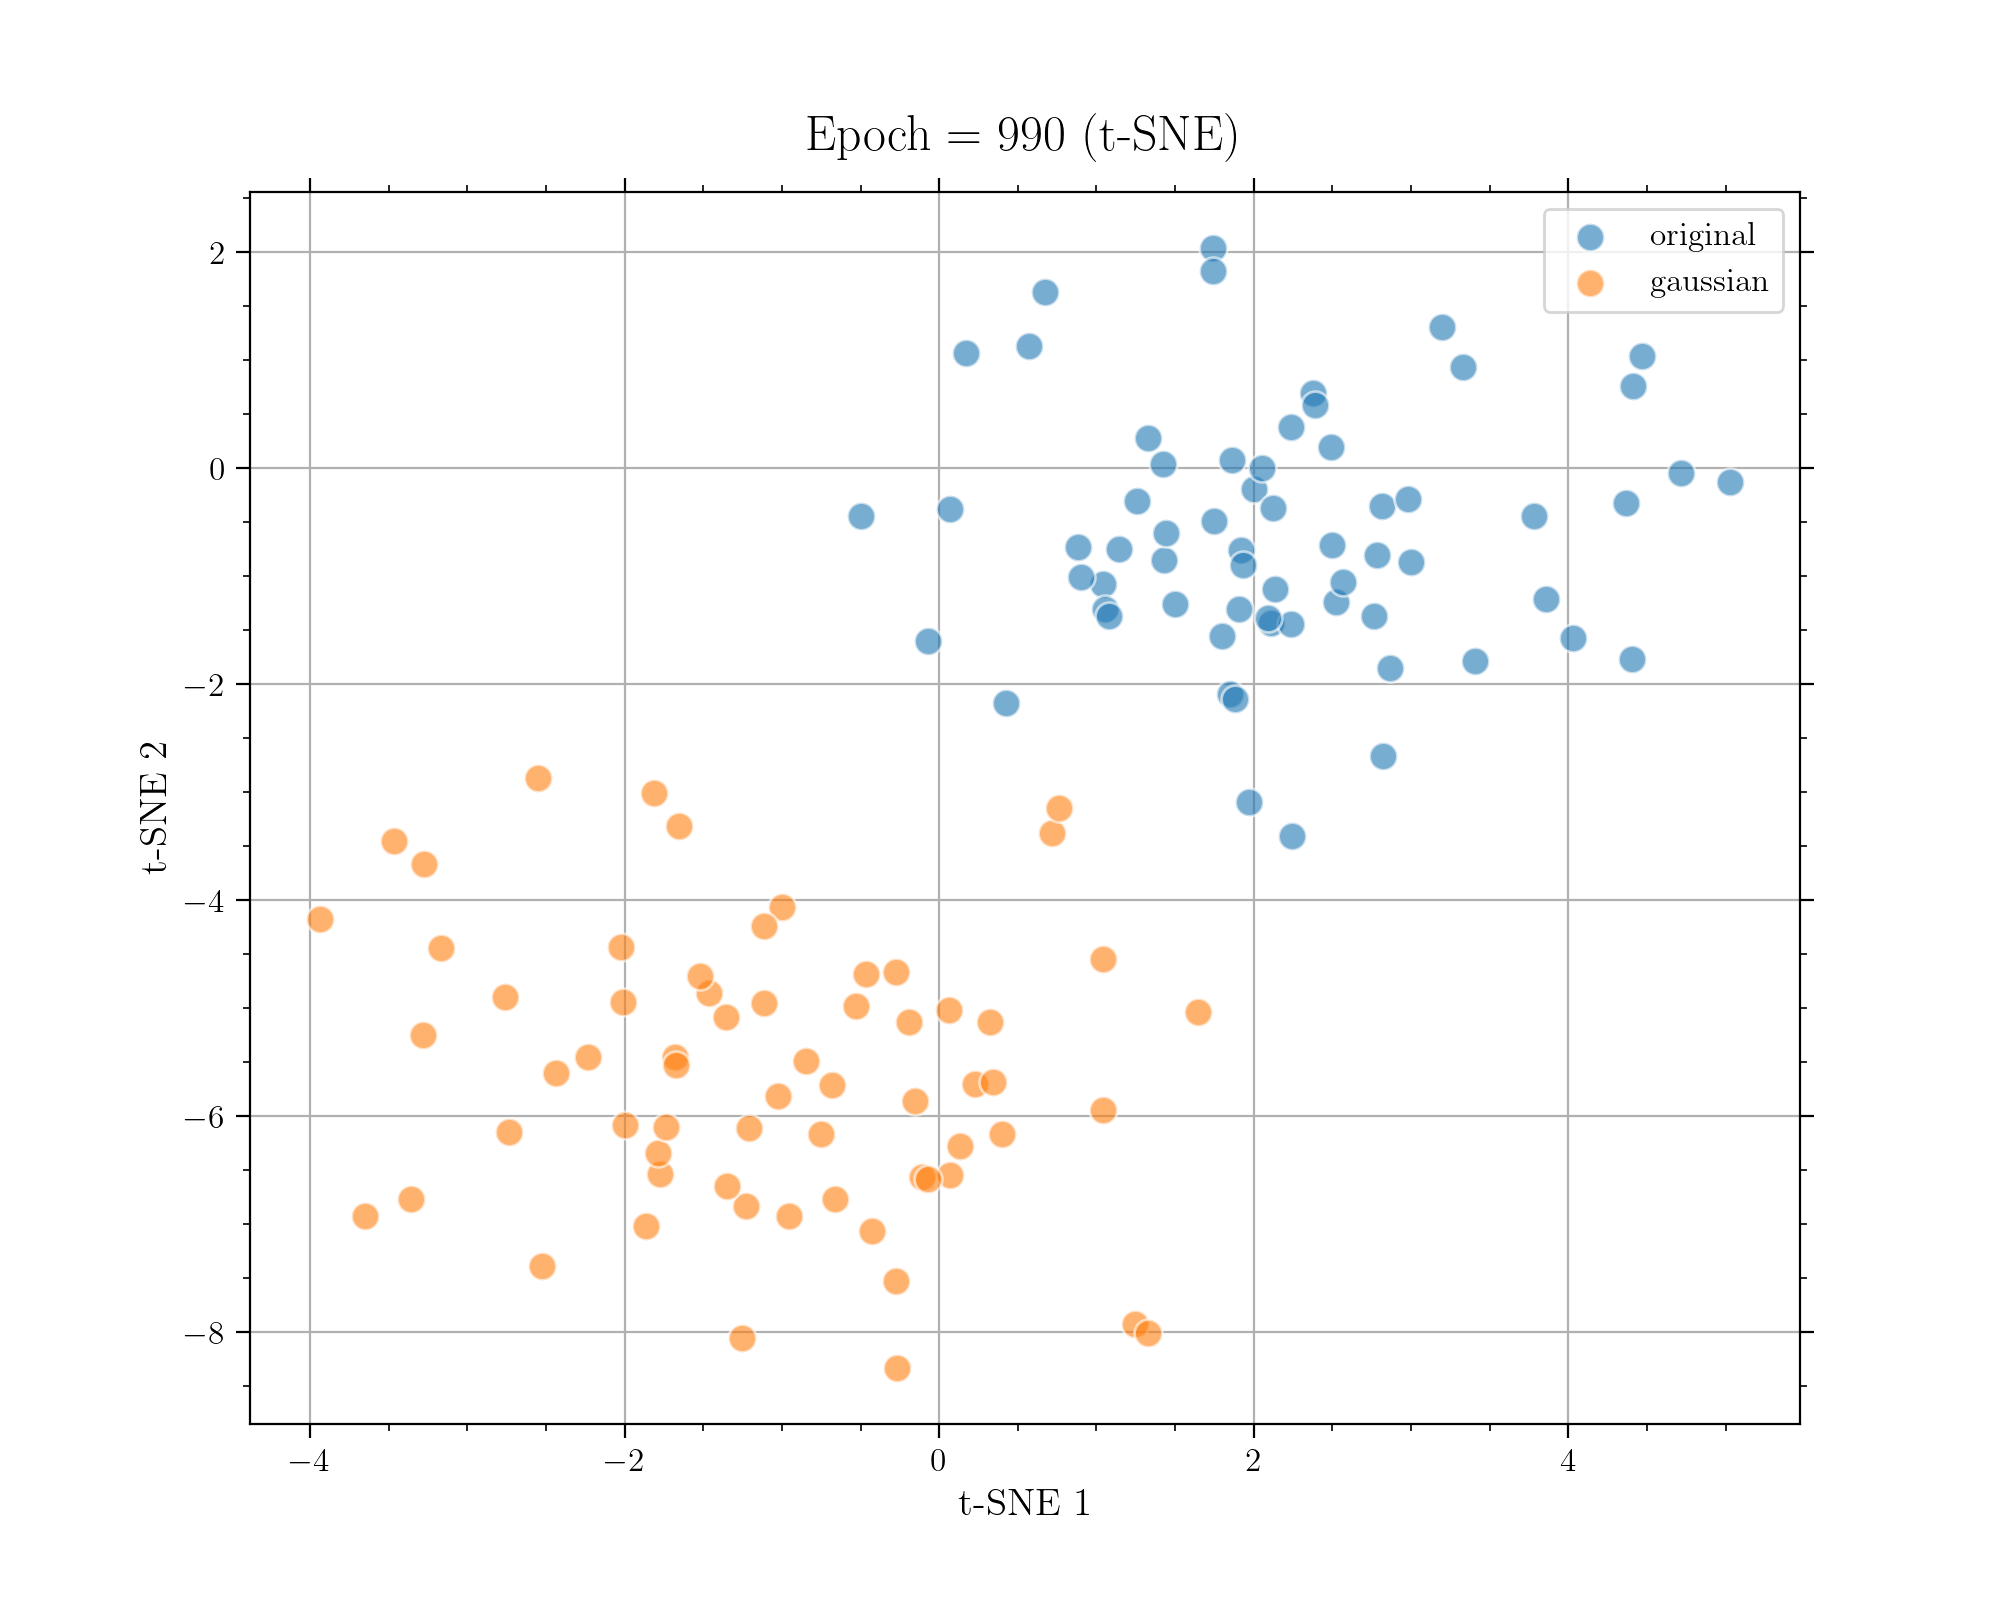 Epoch = 990 (t-SNE)
original
gaussian
2
0
−2
−4
−6
−8
t-SNE 2
−4
−2
0
2
4
t-SNE 1